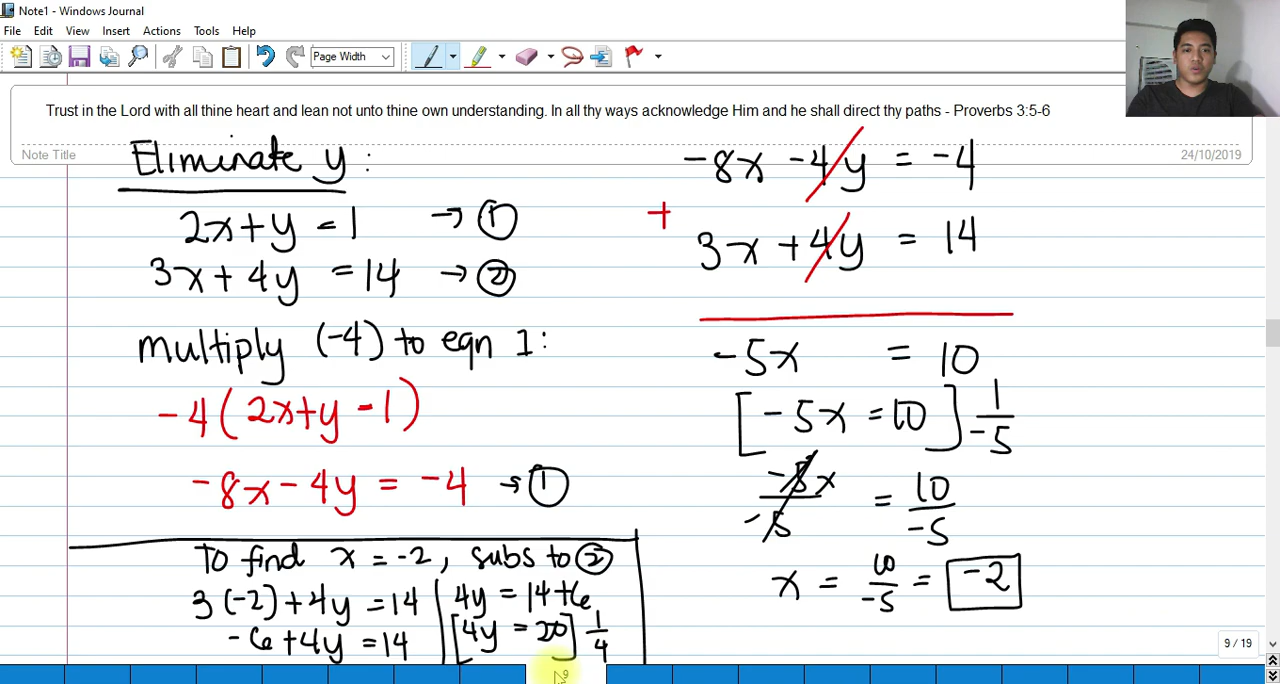 Note1 - Windows Journal
File Edit View Insert Actions Tools Help
Page Width
Trust in the Lord with all thine heart and lean not unto thine own understanding. In all thy ways acknowledge Him and he shall direct thy paths - Proverbs 3:5-6
Note Title
24/10/2019
Eliminate y :
2x+y = 1 → ①
3x + 4y = 14 → ②
multiply (-4) to eqn 1:
-4 ( 2x+y = 1 )
-8x - 4y = -4 → ①
To find x = -2, subs to ②
3 (-2) + 4y = 14
-6 + 4y = 14
4y = 14 + 6
[4y = 20] 1/4
-8x - 4y = -4
+
3x + 4y = 14
-5x = 10
[-5x = 10] 1/-5
-5x/-5 = 10/-5
x = 10/-5 = -2
9 / 19